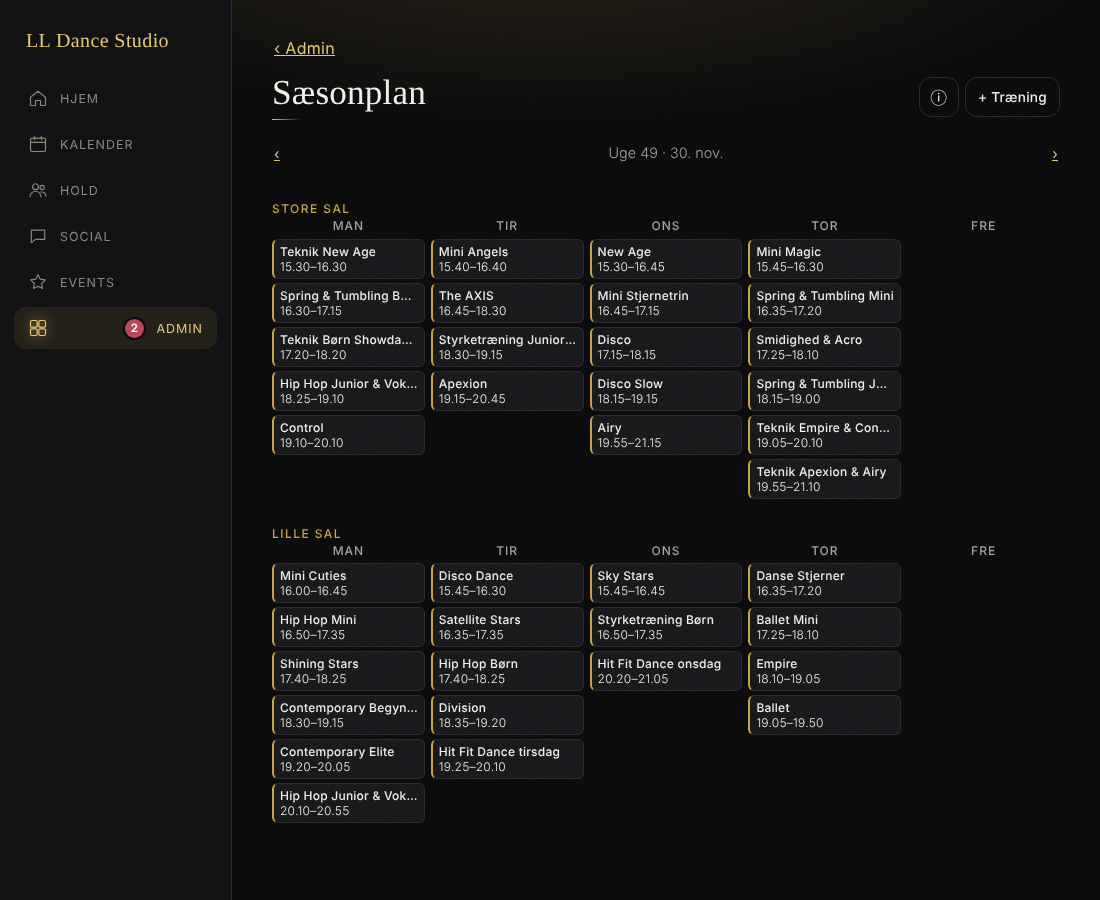 LL Dance Studio
HJEM
KALENDER
HOLD
SOCIAL
EVENTS
2 ADMIN
‹ Admin
Sæsonplan
+ Træning
‹ Uge 49 · 30. nov. ›
STORE SAL
MAN TIR ONS TOR FRE
Teknik New Age Mini Angels New Age Mini Magic
15.30–16.30 15.40–16.40 15.30–16.45 15.45–16.30
Spring & Tumbling B... The AXIS Mini Stjernetrin Spring & Tumbling Mini
16.30–17.15 16.45–18.30 16.45–17.15 16.35–17.20
Teknik Børn Showda... Styrketræning Junior... Disco Smidighed & Acro
17.20–18.20 18.30–19.15 17.15–18.15 17.25–18.10
Hip Hop Junior & Vok... Apexion Disco Slow Spring & Tumbling J...
18.25–19.10 19.15–20.45 18.15–19.15 18.15–19.00
Control Airy Teknik Empire & Con...
19.10–20.10 19.55–21.15 19.05–20.10
Teknik Apexion & Airy
19.55–21.10
LILLE SAL
MAN TIR ONS TOR FRE
Mini Cuties Disco Dance Sky Stars Danse Stjerner
16.00–16.45 15.45–16.30 15.45–16.45 16.35–17.20
Hip Hop Mini Satellite Stars Styrketræning Børn Ballet Mini
16.50–17.35 16.35–17.35 16.50–17.35 17.25–18.10
Shining Stars Hip Hop Børn Hit Fit Dance onsdag Empire
17.40–18.25 17.40–18.25 20.20–21.05 18.10–19.05
Contemporary Begyn... Division Ballet
18.30–19.15 18.35–19.20 19.05–19.50
Contemporary Elite Hit Fit Dance tirsdag
19.20–20.05 19.25–20.10
Hip Hop Junior & Vok...
20.10–20.55